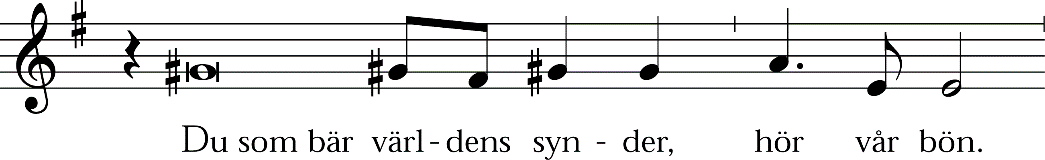 Du som bär värl-dens syn - der, hör vår bön.